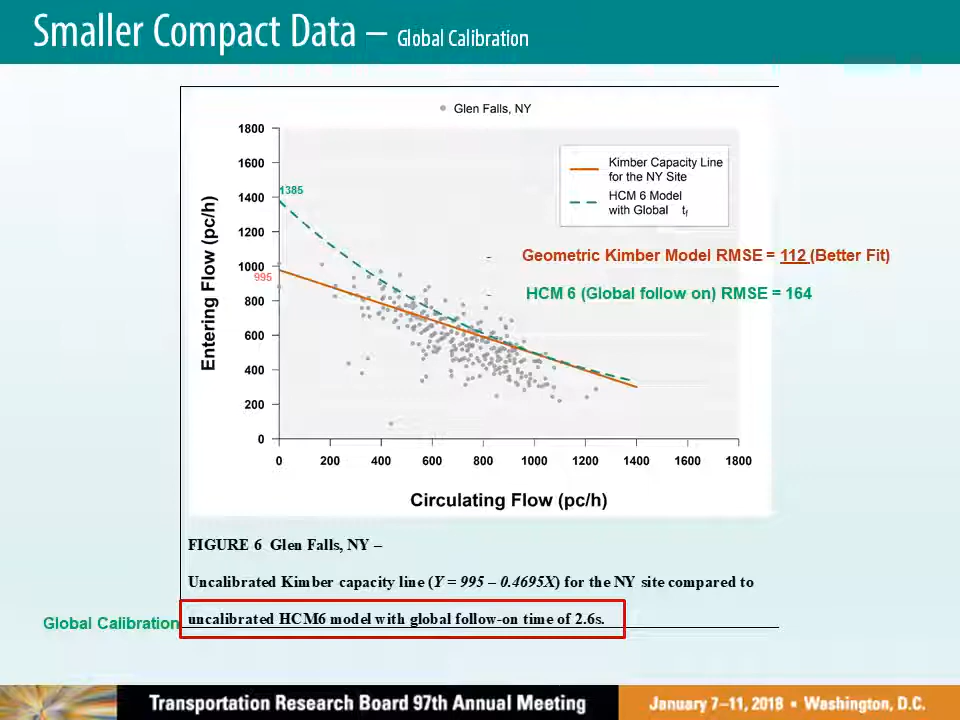 Smaller Compact Data – Global Calibration
Glen Falls, NY
1800
1600
1400
1200
1000
800
600
400
200
0
1385
995
Entering Flow (pc/h)
Kimber Capacity Line
for the NY Site
HCM 6 Model
with Global tf
- Geometric Kimber Model RMSE = 112 (Better Fit)
- HCM 6 (Global follow on) RMSE = 164
0 200 400 600 800 1000 1200 1400 1600 1800
Circulating Flow (pc/h)
FIGURE 6 Glen Falls, NY –
Uncalibrated Kimber capacity line (Y = 995 – 0.4695X) for the NY site compared to
Global Calibration
uncalibrated HCM6 model with global follow-on time of 2.6s.
Transportation Research Board 97th Annual Meeting
January 7–11, 2018 • Washington, D.C.